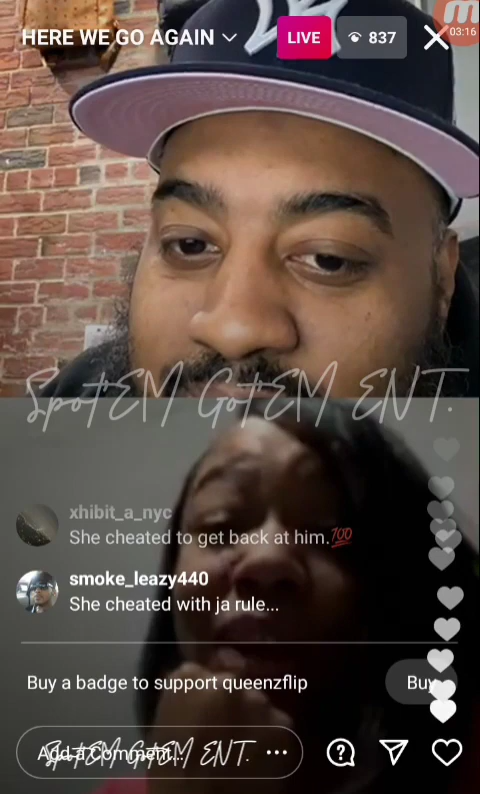 HERE WE GO AGAIN
LIVE
837
03:16
SpotEM GotEM ENT.
xhibit_a_nyc
She cheated to get back at him.💯
smoke_leazy440
She cheated with ja rule...
Buy a badge to support queenzflip
Buy
Add a Comment...
SpotEM GotEM ENT.